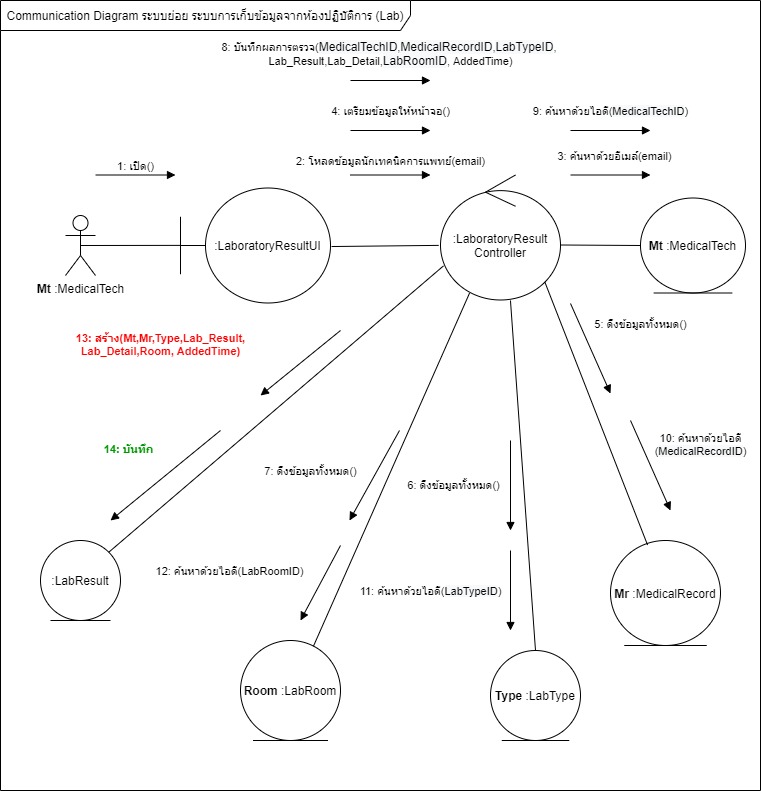 Communication Diagram ระบบย่อย ระบบการเก็บข้อมูลจากห้องปฏิบัติการ (Lab)
8: บันทึกผลการตรวจ(MedicalTechID,MedicalRecordID,LabTypeID,
Lab_Result,Lab_Detail,LabRoomID, AddedTime)
4: เตรียมข้อมูลให้หน้าจอ()
9: ค้นหาด้วยไอดี(MedicalTechID)
1: เปิด()
2: โหลดข้อมูลนักเทคนิคการแพทย์(email)
3: ค้นหาด้วยอีเมล์(email)
:LaboratoryResultUI
:LaboratoryResult
Controller
Mt :MedicalTech
Mt :MedicalTech
13: สร้าง(Mt,Mr,Type,Lab_Result,
Lab_Detail,Room, AddedTime)
5: ดึงข้อมูลทั้งหมด()
14: บันทึก
10: ค้นหาด้วยไอดี
(MedicalRecordID)
7: ดึงข้อมูลทั้งหมด()
6: ดึงข้อมูลทั้งหมด()
12: ค้นหาด้วยไอดี(LabRoomID)
:LabResult
11: ค้นหาด้วยไอดี(LabTypeID)
Mr :MedicalRecord
Room :LabRoom
Type :LabType